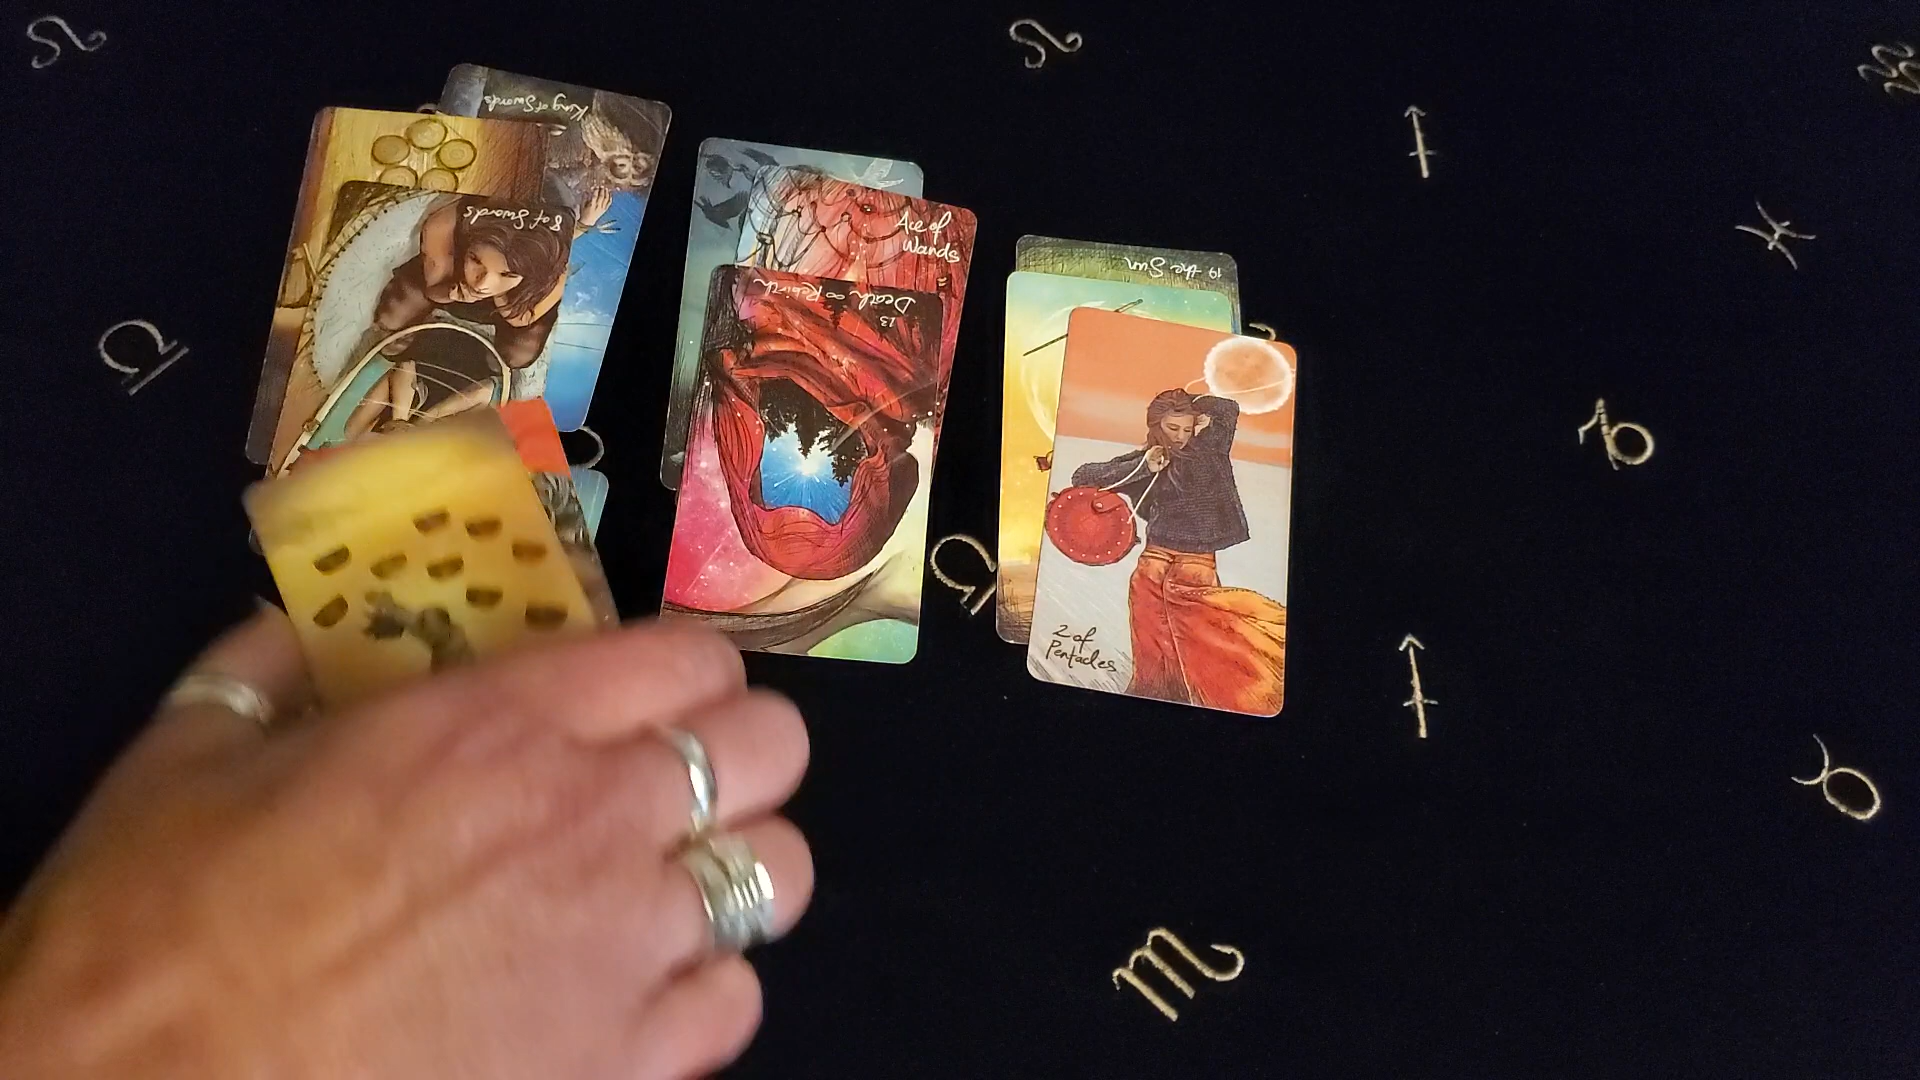 King of Swords
8 of Swords
Ace of
Wands
13
Death ∞ Rebirth
19 the Sun
2 of
Pentacles